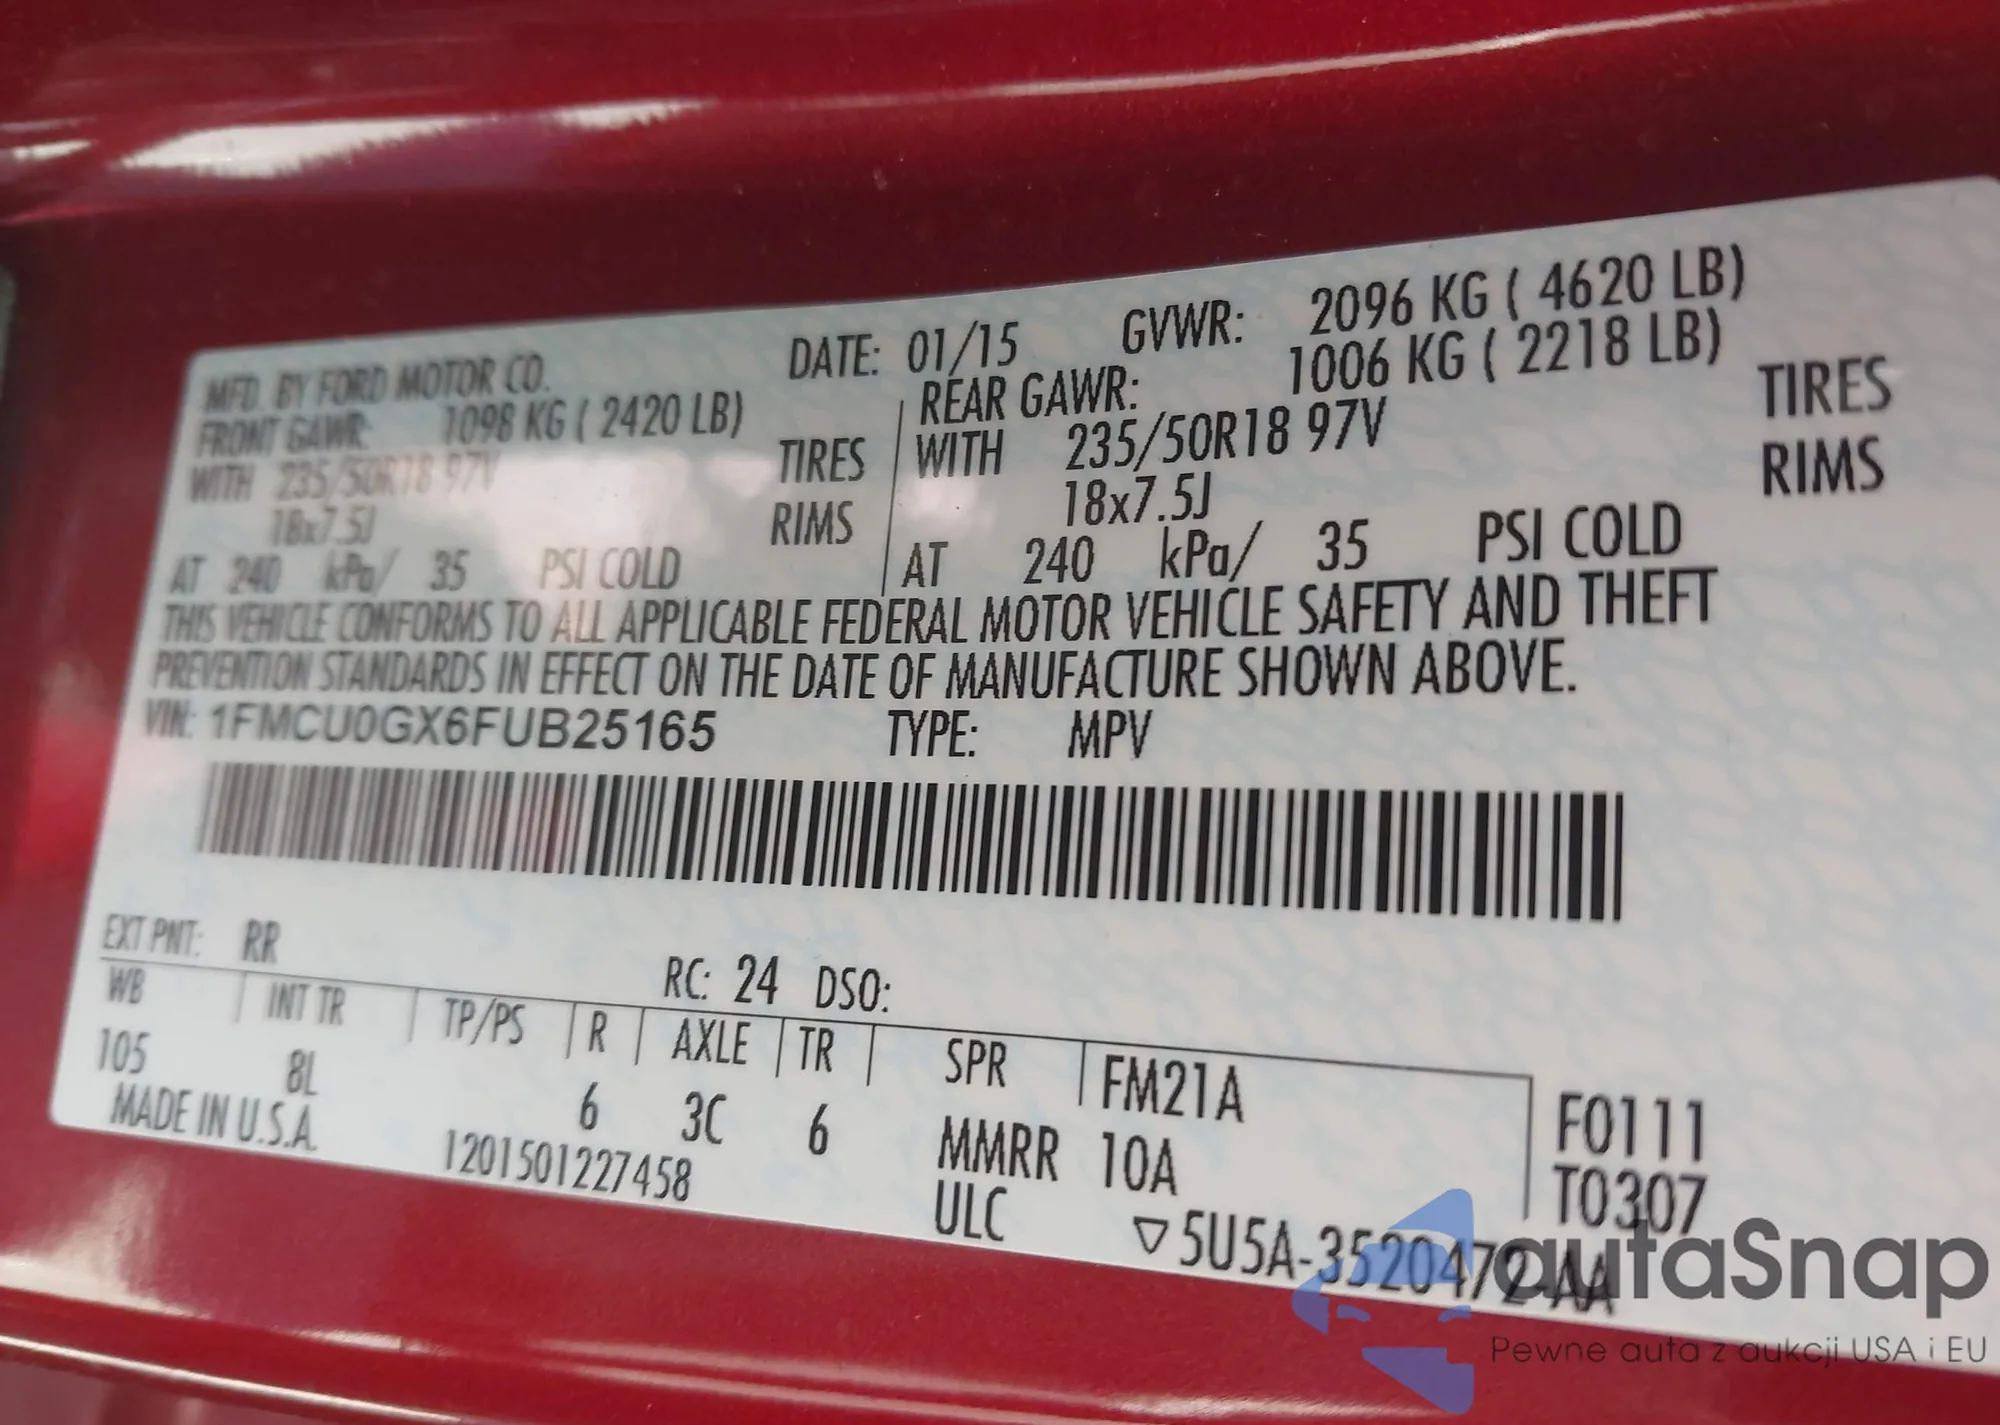 MFD. BY FORD MOTOR CO. DATE: 01/15 GVWR: 2096 KG ( 4620 LB)
FRONT GAWR: 1098 KG ( 2420 LB) REAR GAWR: 1006 KG ( 2218 LB)
WITH 235/50R18 97V TIRES WITH 235/50R18 97V TIRES
18x7.5J RIMS 18x7.5J RIMS
AT 240 kPa/ 35 PSI COLD AT 240 kPa/ 35 PSI COLD
THIS VEHICLE CONFORMS TO ALL APPLICABLE FEDERAL MOTOR VEHICLE SAFETY AND THEFT
PREVENTION STANDARDS IN EFFECT ON THE DATE OF MANUFACTURE SHOWN ABOVE.
VIN: 1FMCU0GX6FUB25165 TYPE: MPV
EXT PNT: RR RC: 24 DSO:
WB INT TR TP/PS R AXLE TR SPR FM21A F0111
105 8L 6 3C 6 MMRR 10A T0307
MADE IN U.S.A. 1201501227458 ULC ▽5U5A-3520472-AA
autaSnap
Pewne auta z aukcji USA i EU